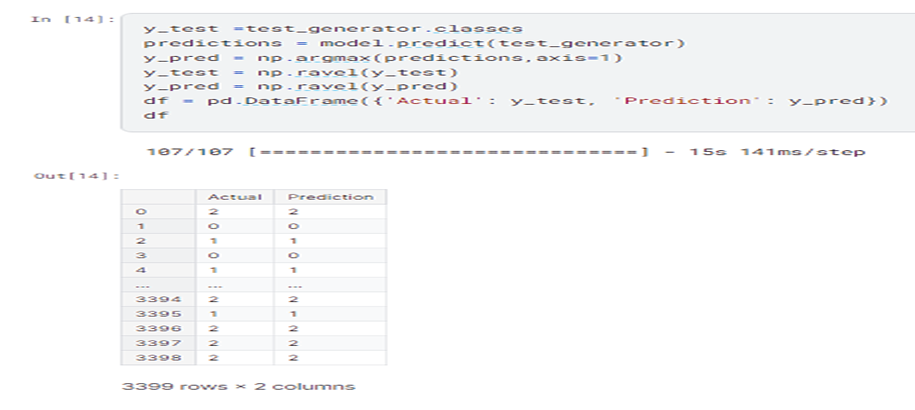 In [14]:
y_test =test_generator.classes
predictions = model.predict(test_generator)
y_pred = np.argmax(predictions,axis=1)
y_test = np.ravel(y_test)
y_pred = np.ravel(y_pred)
df = pd.DataFrame({'Actual': y_test, 'Prediction': y_pred})
df
107/107 [==============================] - 15s 141ms/step
Out[14]:
Actual Prediction
0 2 2
1 0 0
2 1 1
3 0 0
4 1 1
... ... ...
3394 2 2
3395 1 1
3396 2 2
3397 2 2
3398 2 2
3399 rows × 2 columns